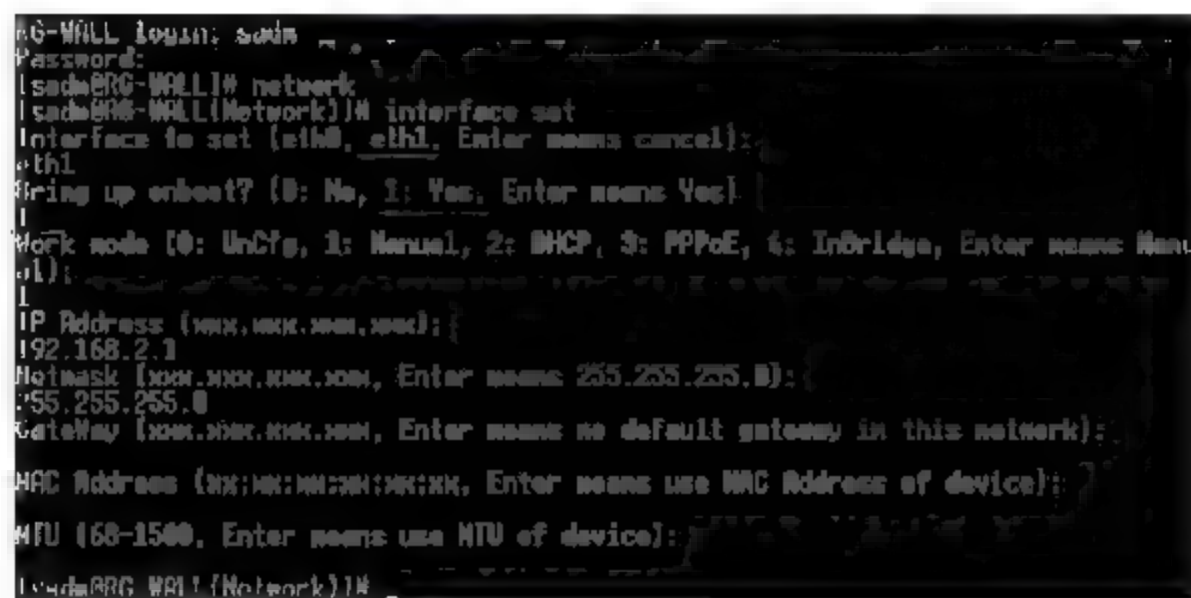 RG-WALL login: sadm
Password:
[sadm@RG-WALL]# network
[sadm@RG-WALL(Network)]# interface set
Interface to set (eth0, eth1, Enter means cancel):
eth1
Bring up onboot? (0: No, 1: Yes, Enter means Yes)
1
Work mode (0: UnCfg, 1: Manual, 2: DHCP, 3: PPPoE, 4: InBridge, Enter means Manu
al):
1
IP Address (xxx.xxx.xxx.xxx):
192.168.2.1
Netmask (xxx.xxx.xxx.xxx, Enter means 255.255.255.0):
255.255.255.0
GateWay (xxx.xxx.xxx.xxx, Enter means no default gateway in this network):
MAC Address (xx:xx:xx:xx:xx:xx, Enter means use MAC Address of device):
MTU (68-1500, Enter means use MTU of device):
[sadm@RG-WALL(Network)]# _